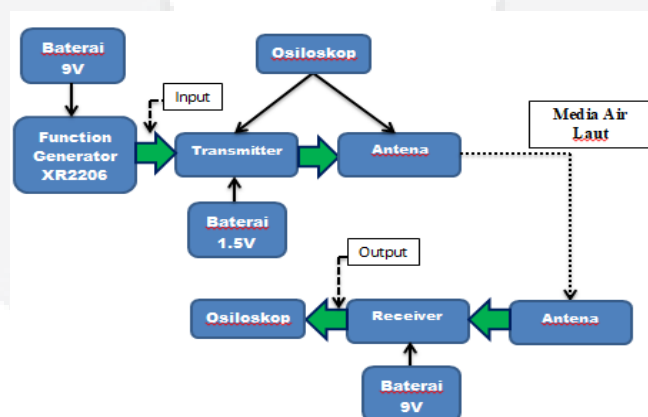 Baterai
9V
Osiloskop
Input
Media Air
Laut
Function
Generator
XR2206
Transmitter
Antena
Baterai
1.5V
Output
Osiloskop
Receiver
Antena
Baterai
9V